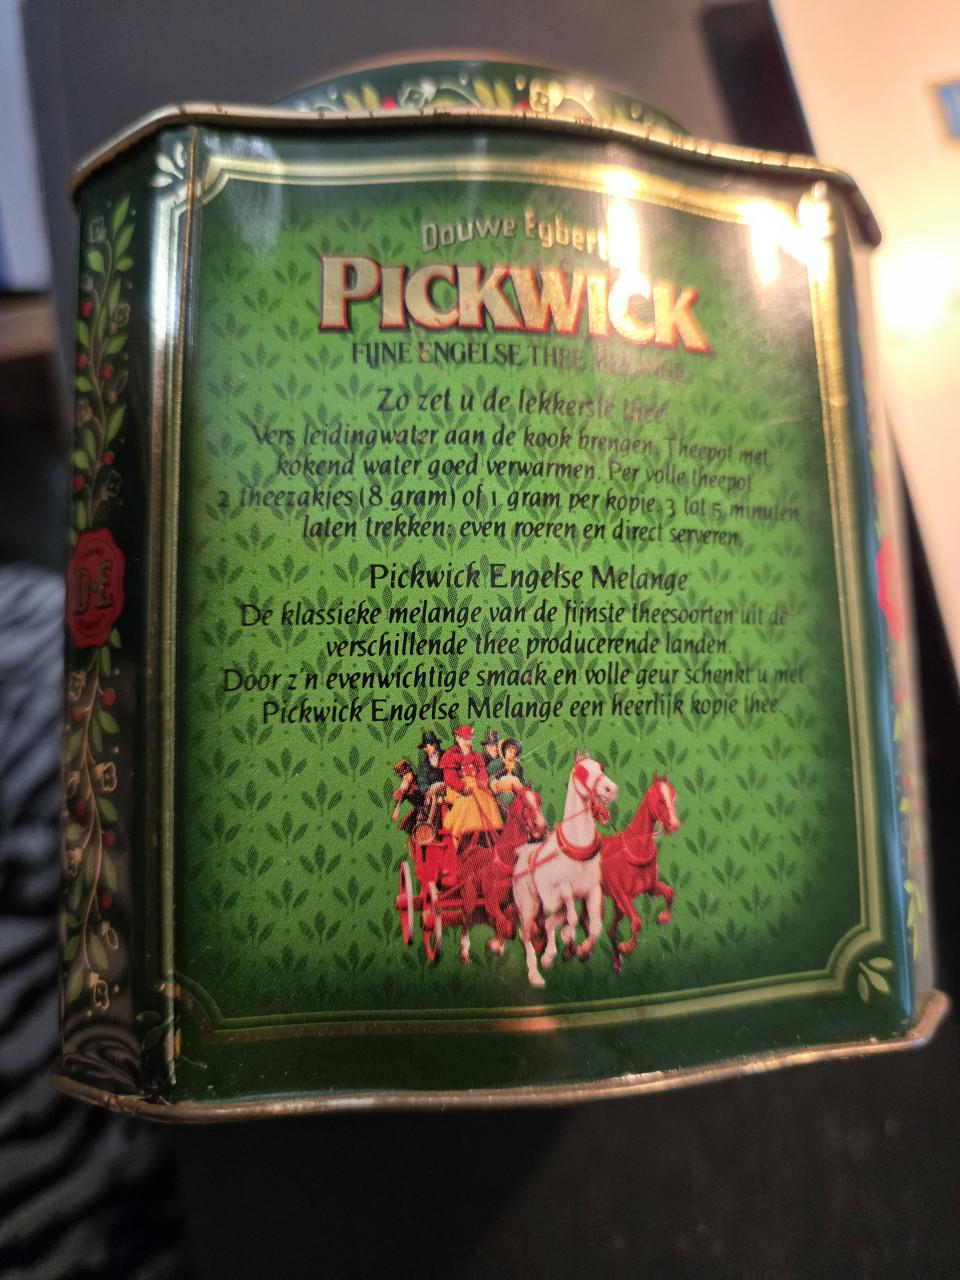 Douwe Egberts
PICKWICK
FIJNE ENGELSE THEE MELANGE
Zo zet u de lekkerste thee
Vers leidingwater aan de kook brengen. Theepot met
kokend water goed verwarmen. Per volle theepot
2 theezakjes (8 gram) of 1 gram per kopje, 3 tot 5 minuten
laten trekken; even roeren en direct serveren.
Pickwick Engelse Melange
De klassieke melange van de fijnste theesoorten uit de
verschillende thee producerende landen.
Door z'n evenwichtige smaak en volle geur schenkt u met
Pickwick Engelse Melange een heerlijk kopje thee.
D·E